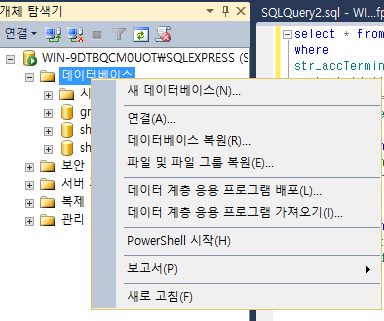 개체 탐색기
SQLQuery2.sql - WI...fp
연결
select * from
where
str_accTermin
WIN-9DTBQCM0UOT\SQLEXPRESS (S
데이터베이스
시
gr
sh
sh
보안
서버
복제
관리
새 데이터베이스(N)...
연결(A)...
데이터베이스 복원(R)...
파일 및 파일 그룹 복원(E)...
데이터 계층 응용 프로그램 배포(L)...
데이터 계층 응용 프로그램 가져오기(I)...
PowerShell 시작(H)
보고서(P)
새로 고침(F)